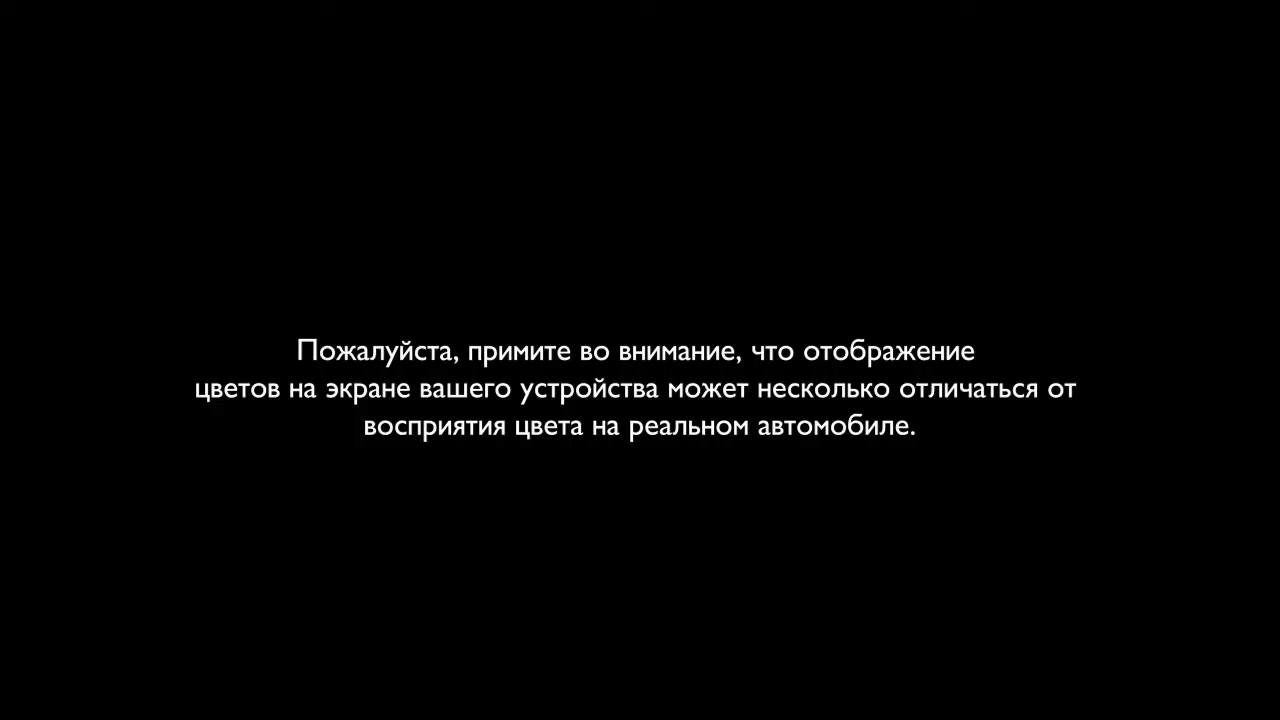 Пожалуйста, примите во внимание, что отображение
цветов на экране вашего устройства может несколько отличаться от
восприятия цвета на реальном автомобиле.